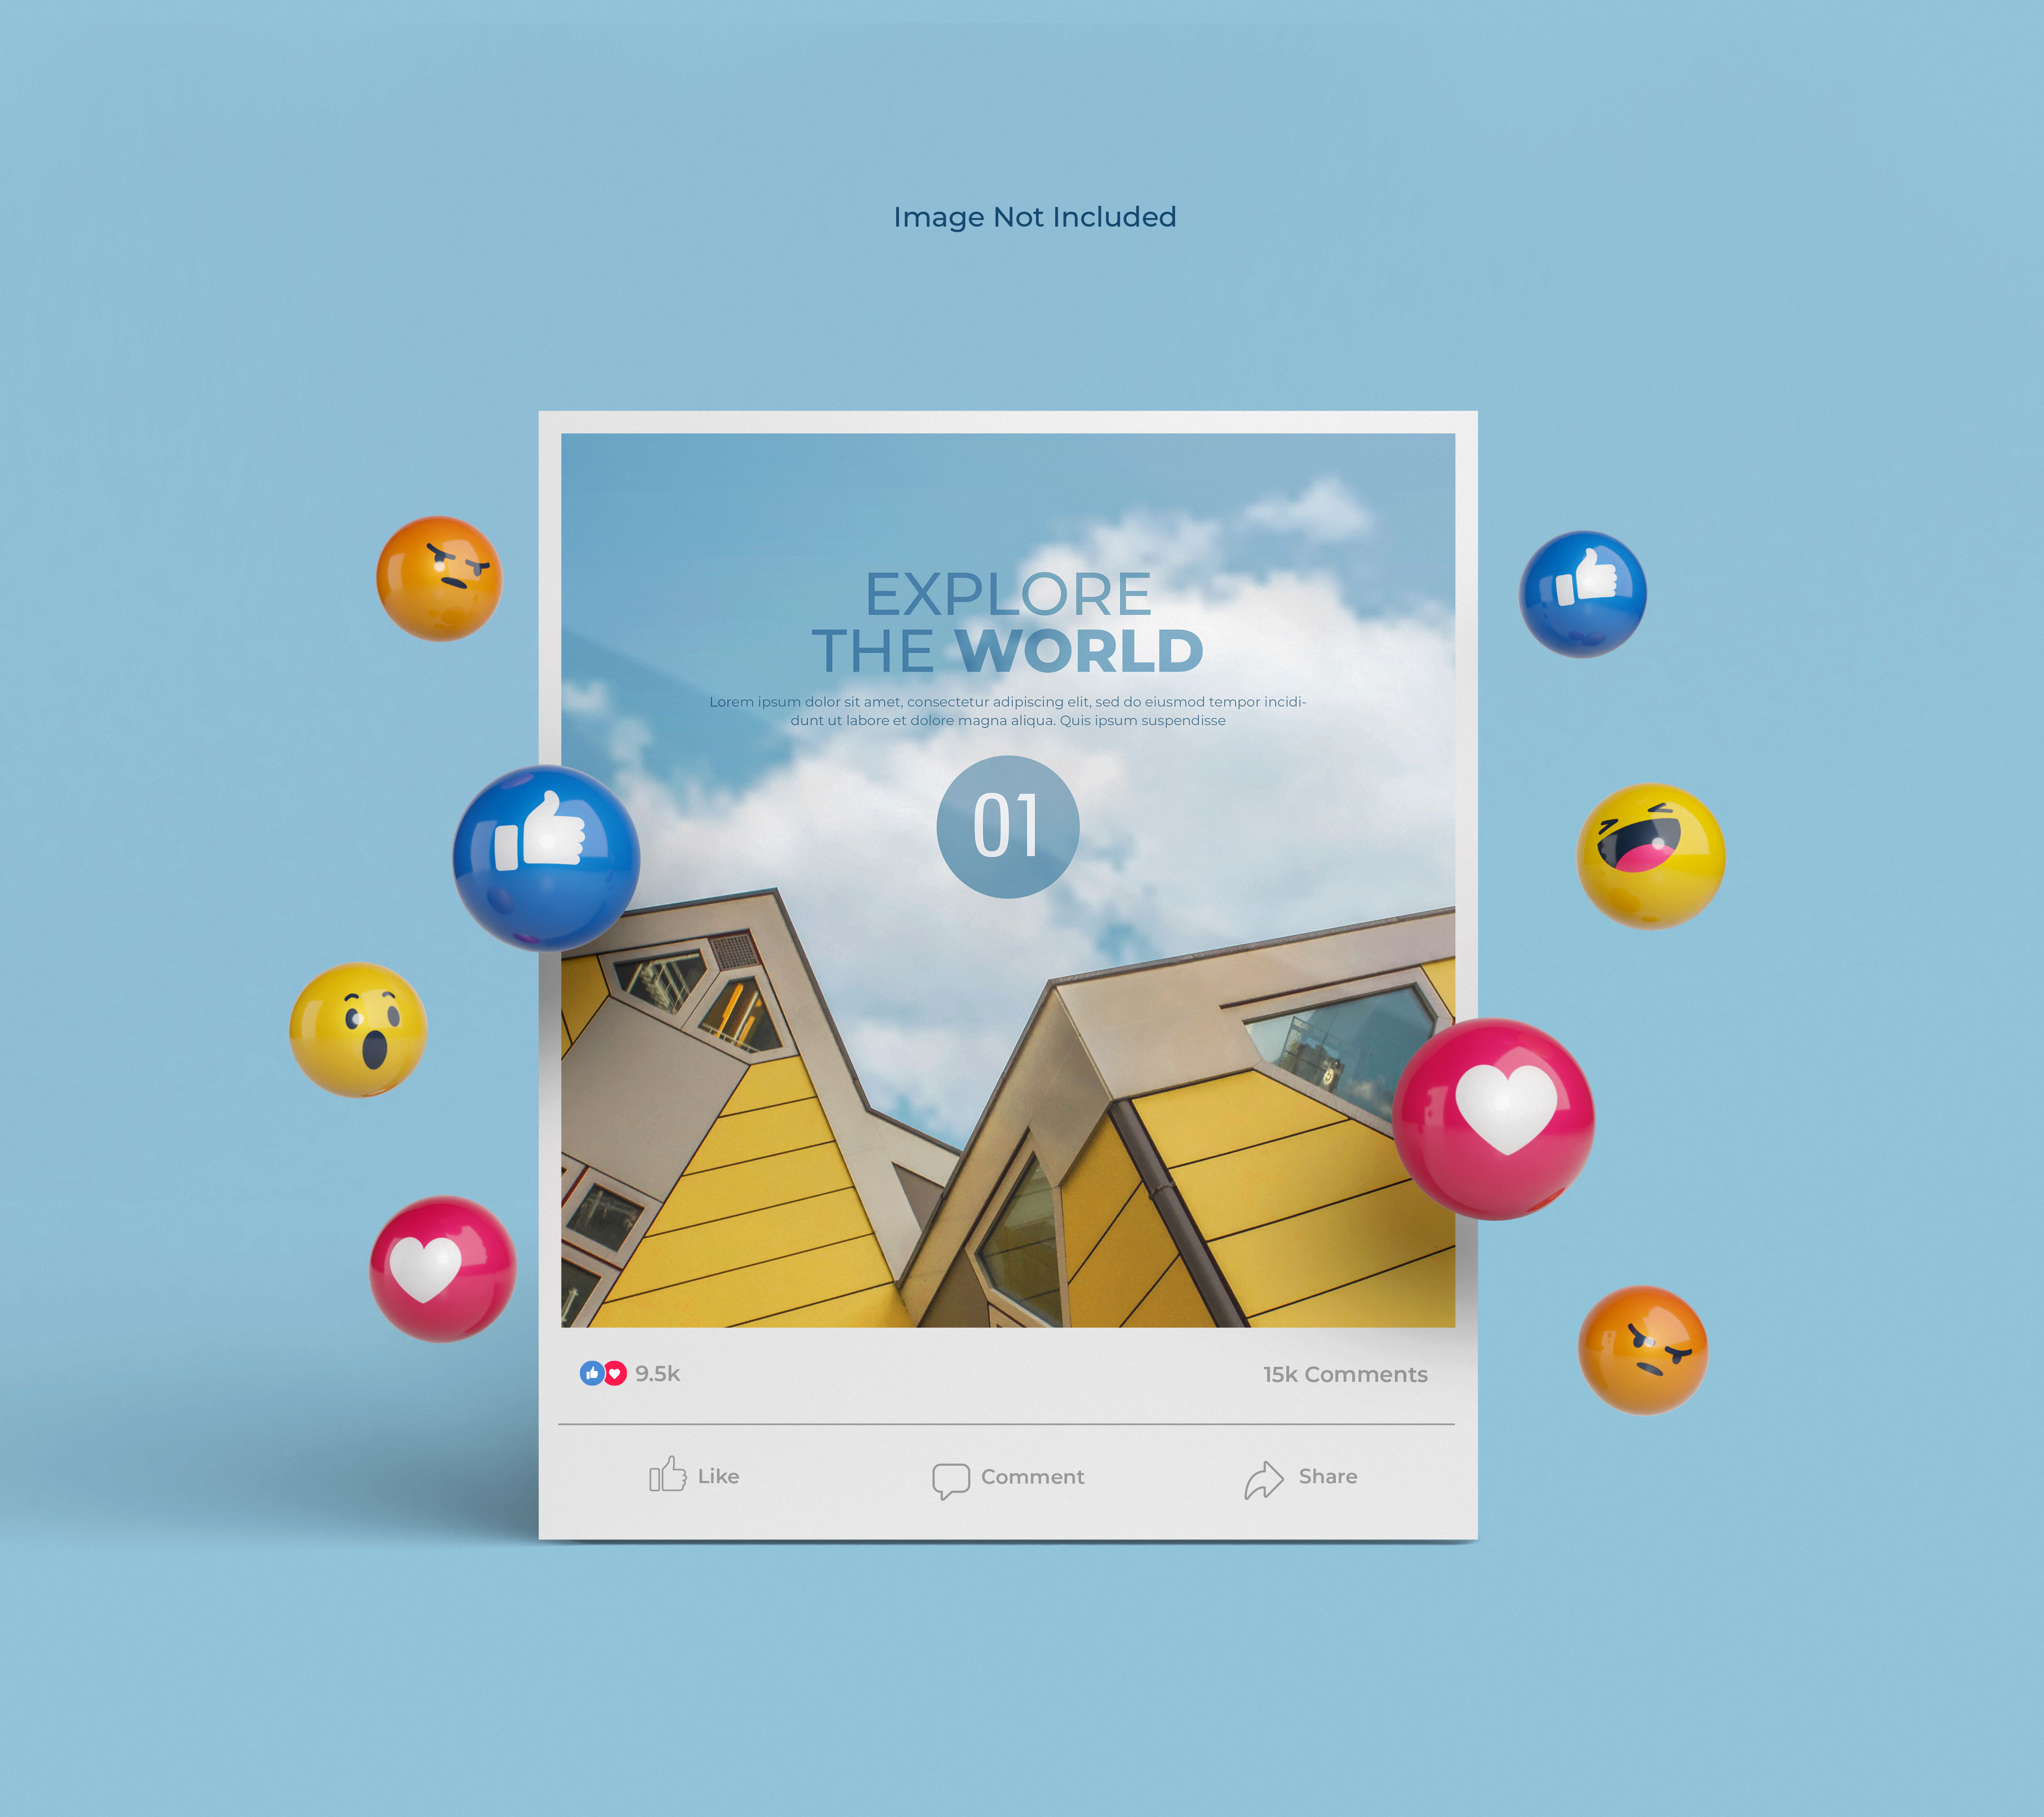 Image Not Included
EXPLORE
THE WORLD
Lorem ipsum dolor sit amet, consectetur adipiscing elit, sed do eiusmod tempor incidi-
dunt ut labore et dolore magna aliqua. Quis ipsum suspendisse
01
9.5k
15k Comments
Like
Comment
Share